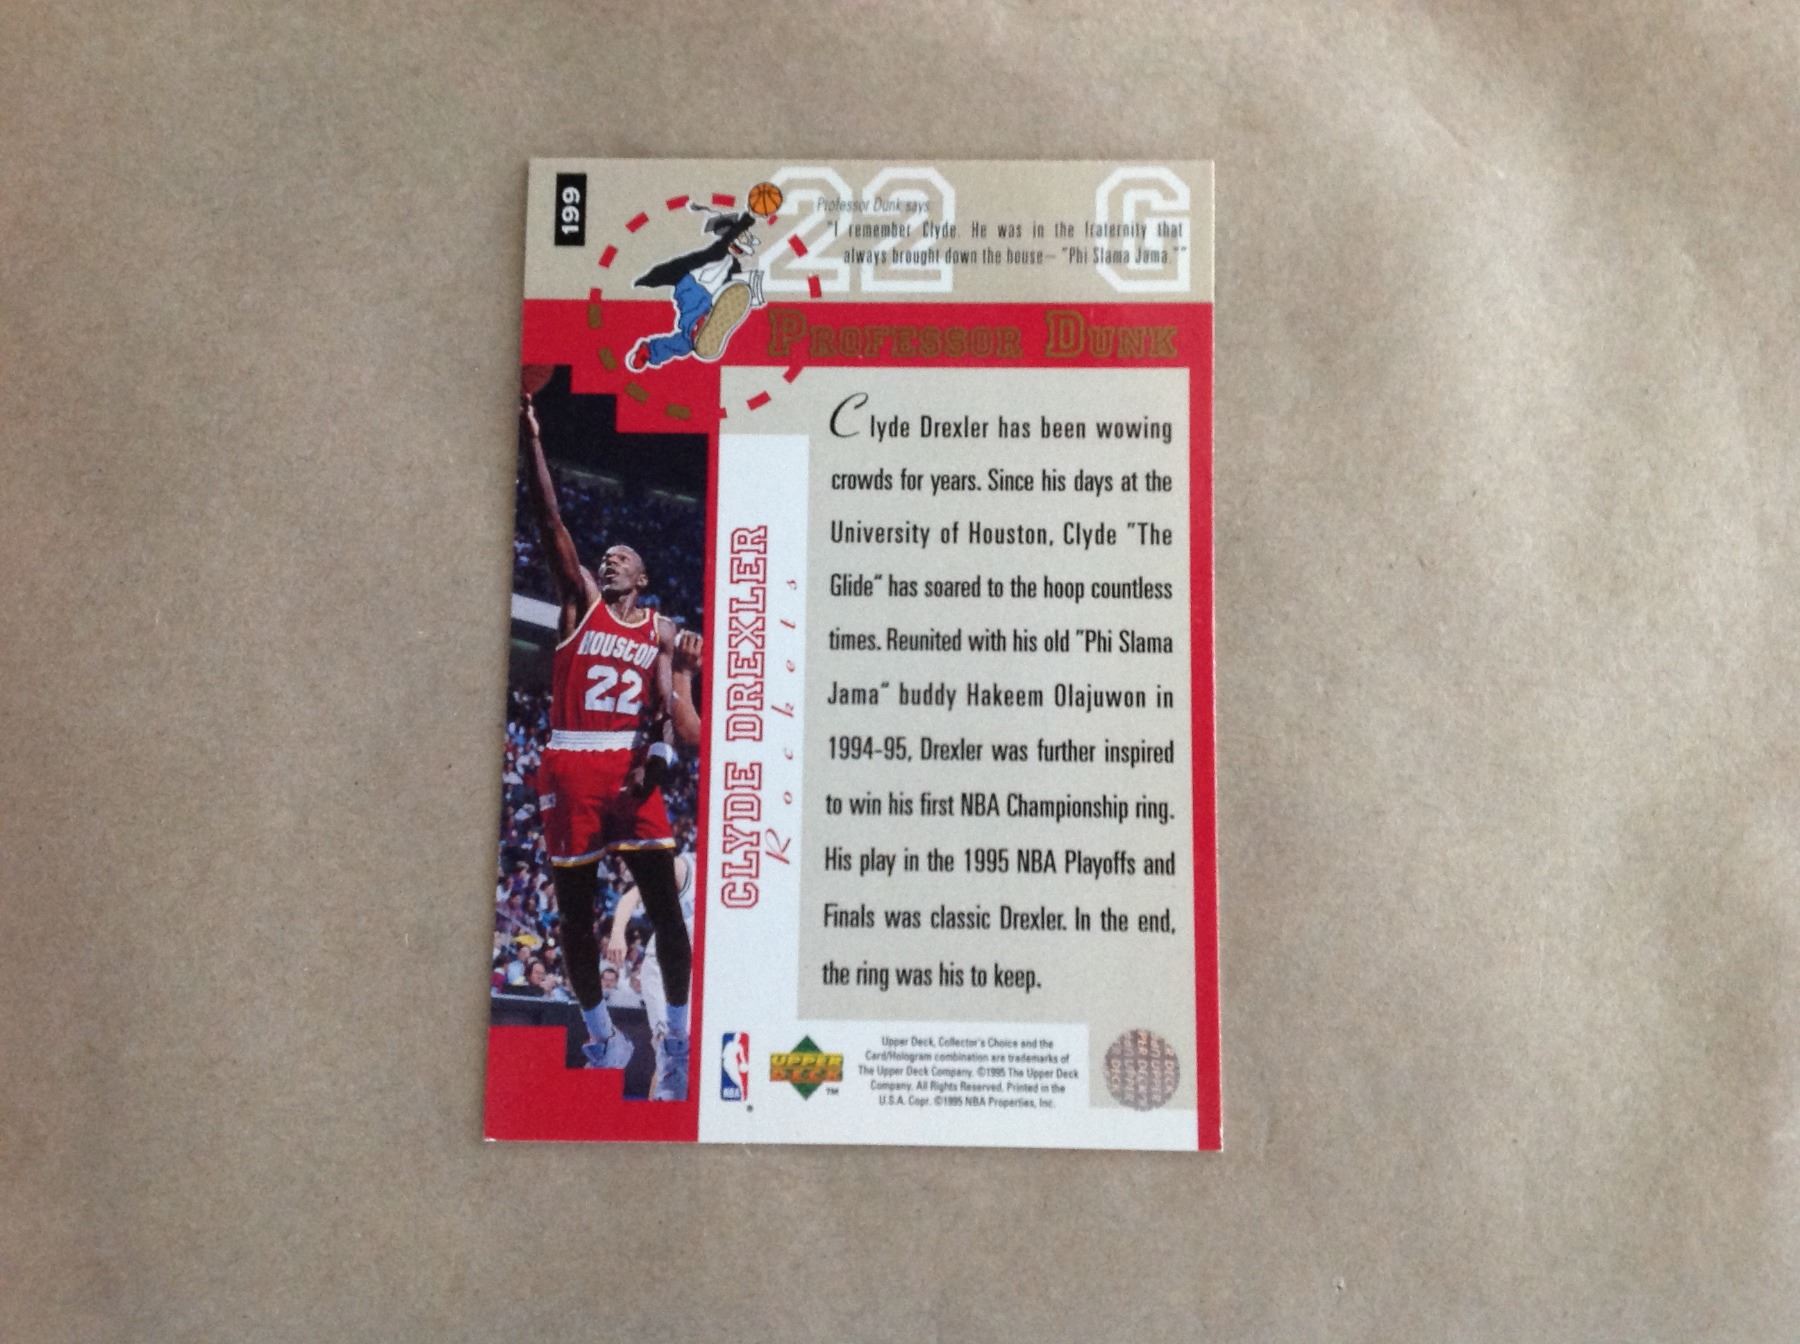 199
22 G
Professor Dunk says
"I remember Clyde. He was in the fraternity that
always brought down the house— "Phi Slama Jama.""
PROFESSOR DUNK
Clyde Drexler has been wowing
crowds for years. Since his days at the
University of Houston, Clyde "The
Glide" has soared to the hoop countless
times. Reunited with his old "Phi Slama
Jama" buddy Hakeem Olajuwon in
1994-95, Drexler was further inspired
to win his first NBA Championship ring.
His play in the 1995 NBA Playoffs and
Finals was classic Drexler. In the end,
the ring was his to keep.
CLYDE DREXLER
Rockets
HOUSTON
22
NBA
®
UPPER
DECK
TM
Upper Deck, Collector's Choice and the
Card/Hologram combination are trademarks of
The Upper Deck Company. ©1995 The Upper Deck
Company. All Rights Reserved. Printed in the
U.S.A. Copr. ©1995 NBA Properties, Inc.